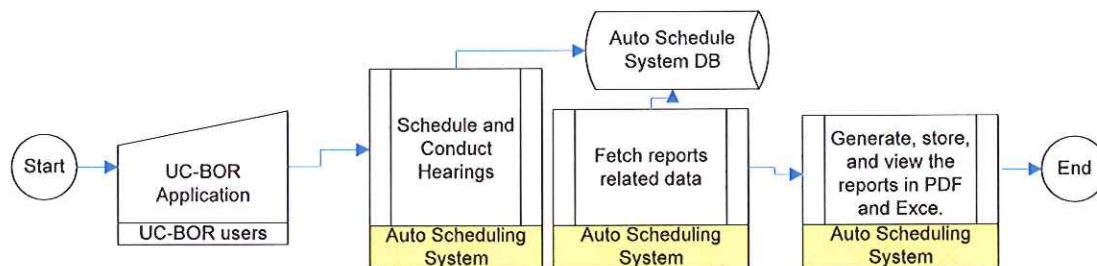 Start
UC-BOR
Application
UC-BOR users
Schedule and
Conduct
Hearings
Auto Scheduling
System
Auto Schedule
System DB
Fetch reports
related data
Auto Scheduling
System
Generate, store,
and view the
reports in PDF
and Exce.
Auto Scheduling
System
End